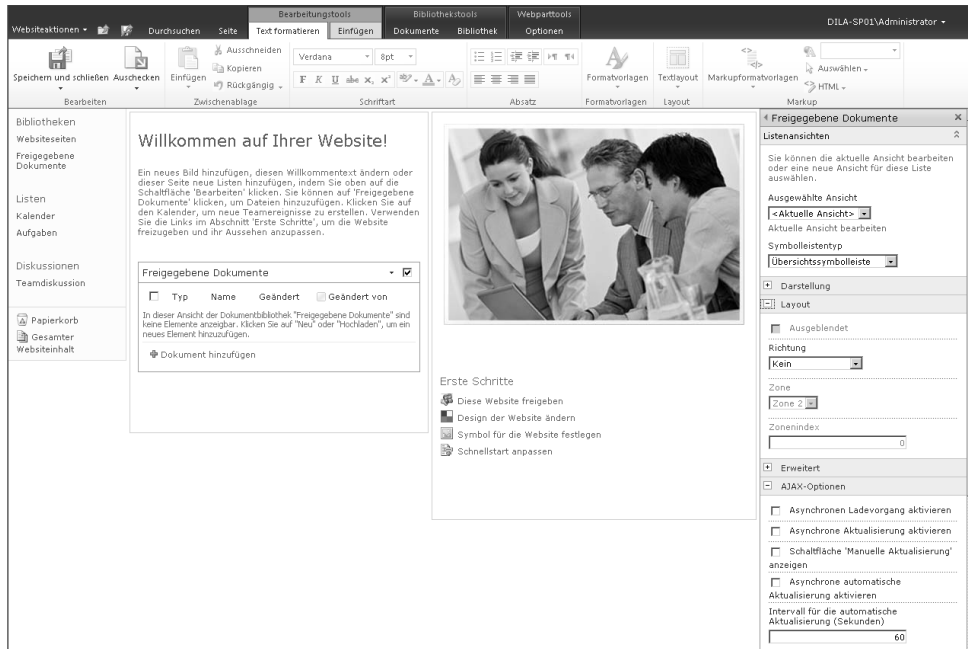 Bearbeitungstools Bibliothekstools Webparttools
Websiteaktionen Durchsuchen Seite Text formatieren Einfügen Dokumente Bibliothek Optionen DILA-SP01\Administrator
Speichern und schließen Auschecken Einfügen
Ausschneiden
Kopieren
Rückgängig
Verdana 8pt
F K U abc x, x² A
Formatvorlagen Textlayout Markupformatvorlagen
Auswählen
HTML
Bearbeiten Zwischenablage Schriftart Absatz Formatvorlagen Layout Markup
Bibliotheken
Websiteseiten
Freigegebene
Dokumente
Listen
Kalender
Aufgaben
Diskussionen
Teamdiskussion
Papierkorb
Gesamter
Websiteinhalt
Willkommen auf Ihrer Website!
Ein neues Bild hinzufügen, diesen Willkommentext ändern oder
dieser Seite neue Listen hinzufügen, indem Sie oben auf die
Schaltfläche 'Bearbeiten' klicken. Sie können auf 'Freigegebene
Dokumente' klicken, um Dateien hinzuzufügen. Klicken Sie auf
den Kalender, um neue Teamereignisse zu erstellen. Verwenden
Sie die Links im Abschnitt 'Erste Schritte', um die Website
freizugeben und ihr Aussehen anzupassen.
Freigegebene Dokumente
Typ Name Geändert Geändert von
In dieser Ansicht der Dokumentbibliothek "Freigegebene Dokumente" sind
keine Elemente anzeigbar. Klicken Sie auf "Neu" oder "Hochladen", um ein
neues Element hinzuzufügen.
Dokument hinzufügen
Erste Schritte
Diese Website freigeben
Design der Website ändern
Symbol für die Website festlegen
Schnellstart anpassen
Freigegebene Dokumente
Listenansichten
Sie können die aktuelle Ansicht bearbeiten
oder eine neue Ansicht für diese Liste
auswählen.
Ausgewählte Ansicht
<Aktuelle Ansicht>
Aktuelle Ansicht bearbeiten
Symbolleistentyp
Übersichtssymbolleiste
Darstellung
Layout
Ausgeblendet
Richtung
Kein
Zone
Zone 2
Zonenindex
0
Erweitert
AJAX-Optionen
Asynchronen Ladevorgang aktivieren
Asynchrone Aktualisierung aktivieren
Schaltfläche 'Manuelle Aktualisierung'
anzeigen
Asynchrone automatische
Aktualisierung aktivieren
Intervall für die automatische
Aktualisierung (Sekunden)
60